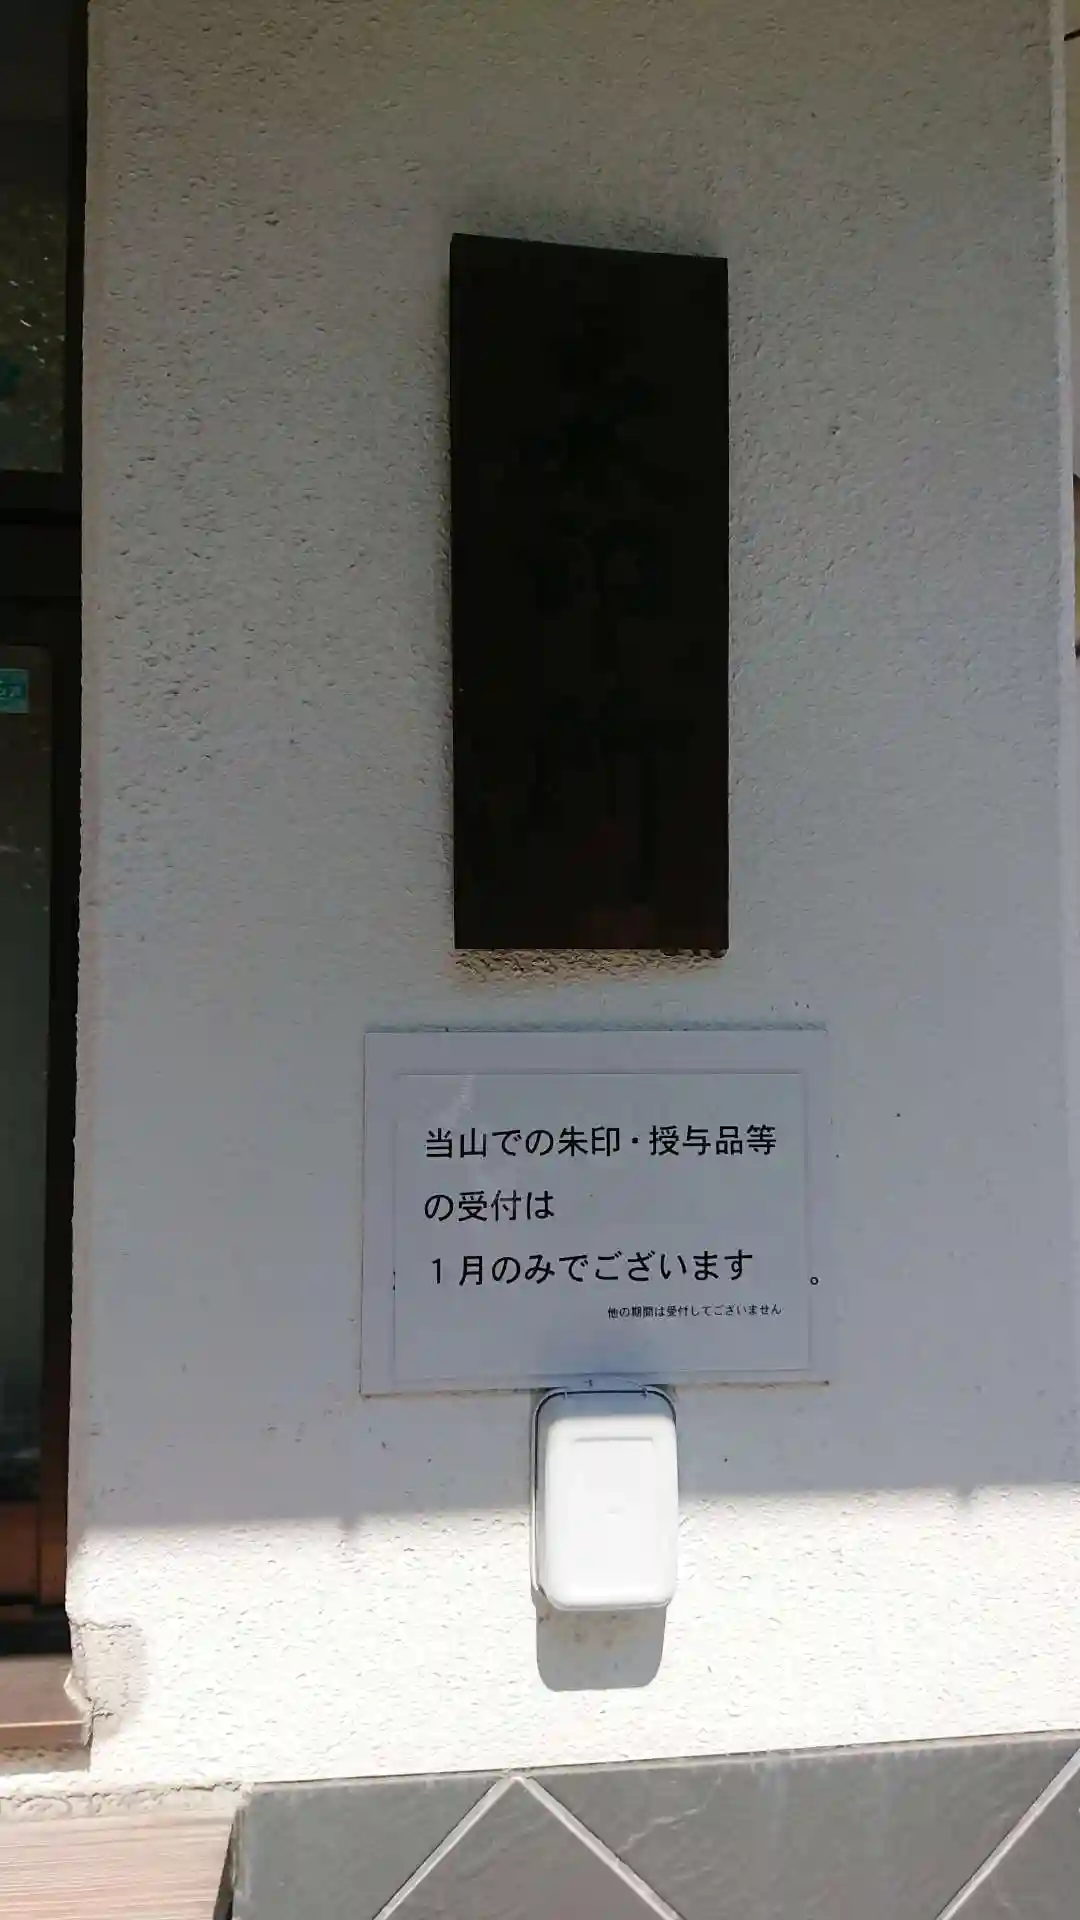 当山での朱印・授与品等
の受付は
１月のみでございます 。
他の期間は受付してございません